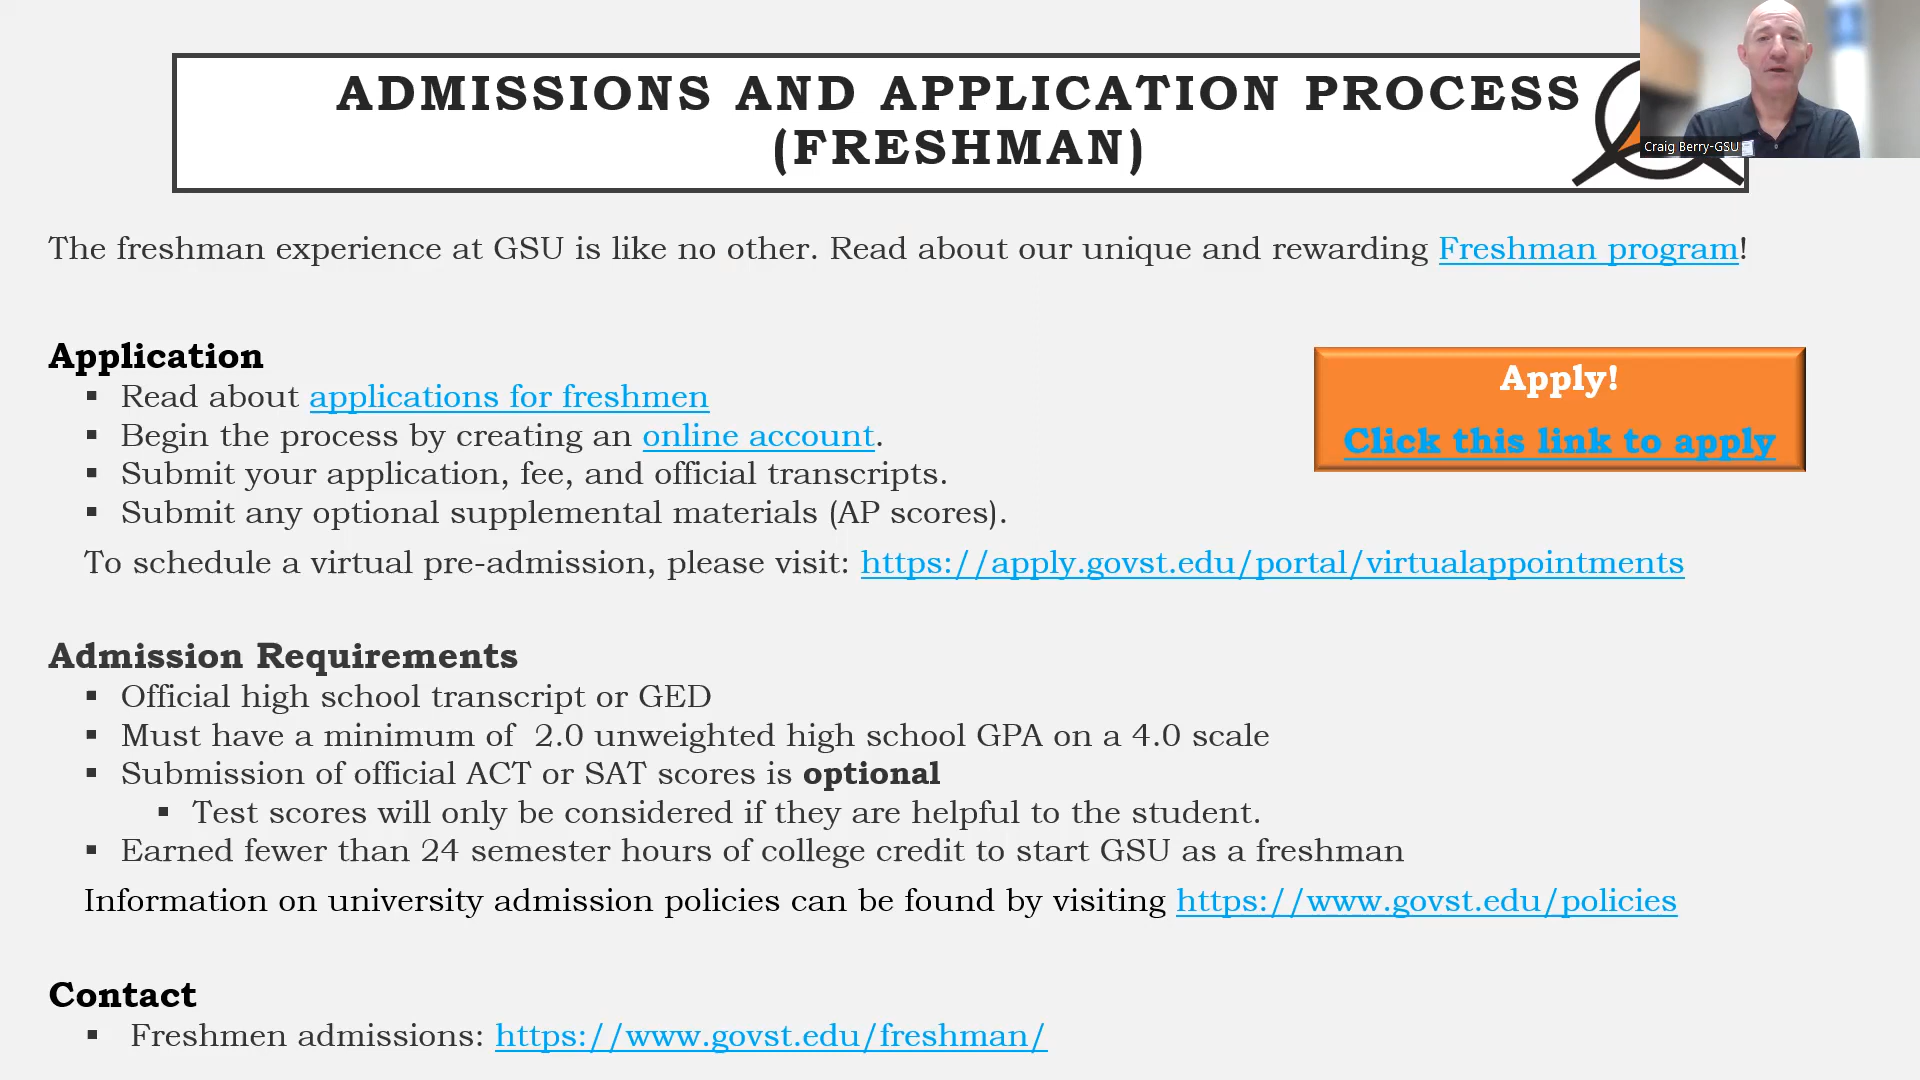 ADMISSIONS AND APPLICATION PROCESS
(FRESHMAN)
Craig Berry-GSU
The freshman experience at GSU is like no other. Read about our unique and rewarding Freshman program!
Application
▪ Read about applications for freshmen
▪ Begin the process by creating an online account.
▪ Submit your application, fee, and official transcripts.
▪ Submit any optional supplemental materials (AP scores).
Apply!
Click this link to apply
To schedule a virtual pre-admission, please visit: https://apply.govst.edu/portal/virtualappointments
Admission Requirements
▪ Official high school transcript or GED
▪ Must have a minimum of  2.0 unweighted high school GPA on a 4.0 scale
▪ Submission of official ACT or SAT scores is optional
▪ Test scores will only be considered if they are helpful to the student.
▪ Earned fewer than 24 semester hours of college credit to start GSU as a freshman
Information on university admission policies can be found by visiting https://www.govst.edu/policies
Contact
▪ Freshmen admissions: https://www.govst.edu/freshman/